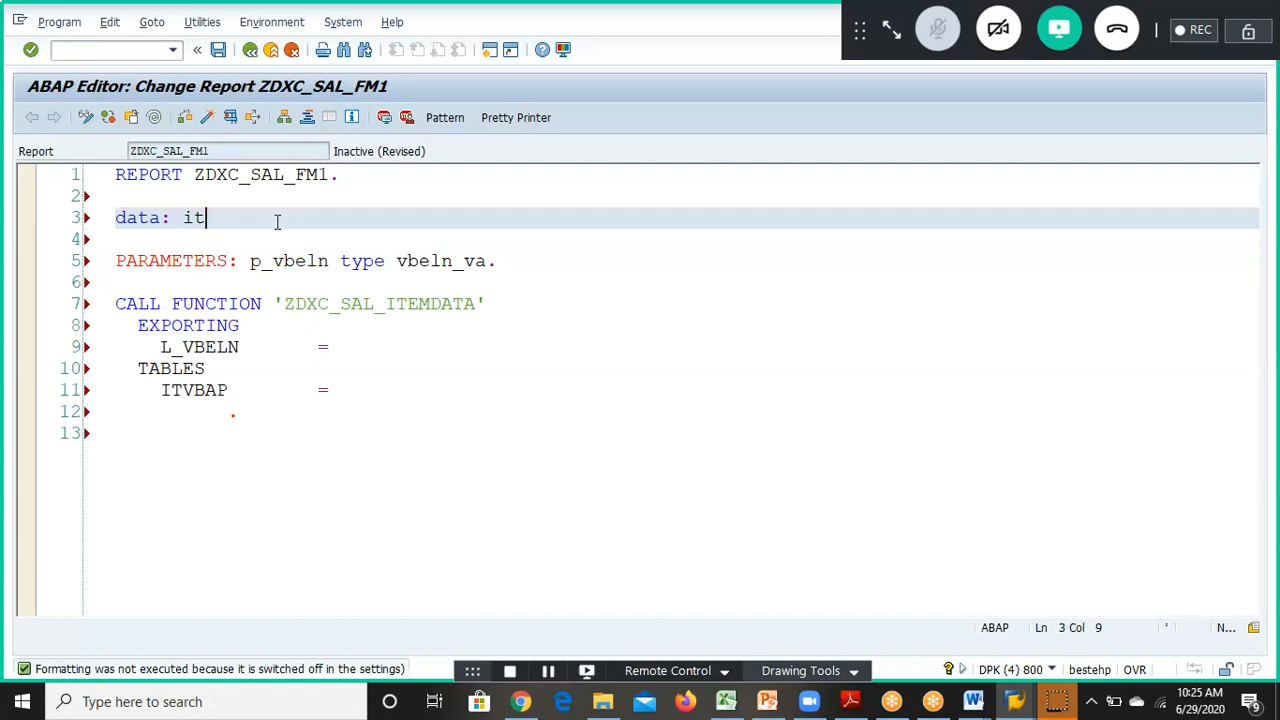 Program Edit Goto Utilities Environment System Help
REC
ABAP Editor: Change Report ZDXC_SAL_FM1
Pattern Pretty Printer
Report ZDXC_SAL_FM1 Inactive (Revised)
1 REPORT ZDXC_SAL_FM1.
2
3 data: it
4
5 PARAMETERS: p_vbeln type vbeln_va.
6
7 CALL FUNCTION 'ZDXC_SAL_ITEMDATA'
8 EXPORTING
9 L_VBELN =
10 TABLES
11 ITVBAP =
12 .
13
ABAP Ln 3 Col 9 N...
Formatting was not executed because it is switched off in the settings)
Remote Control Drawing Tools
DPK (4) 800 bestehp OVR
Type here to search
10:25 AM
6/29/2020
9